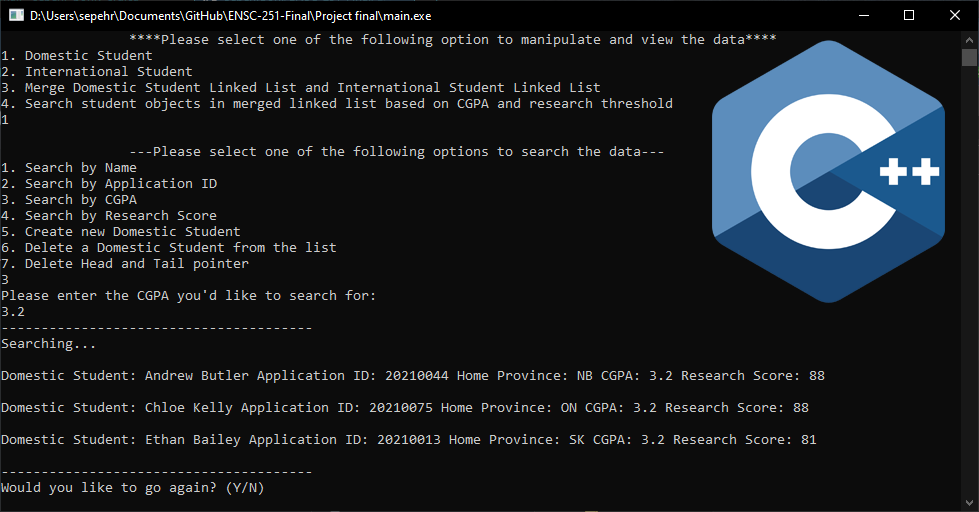 D:\Users\sepehr\Documents\GitHub\ENSC-251-Final\Project final\main.exe
****Please select one of the following option to manipulate and view the data****
1. Domestic Student
2. International Student
3. Merge Domestic Student Linked List and International Student Linked List
4. Search student objects in merged linked list based on CGPA and research threshold
1
---Please select one of the following options to search the data---
1. Search by Name
2. Search by Application ID
3. Search by CGPA
4. Search by Research Score
5. Create new Domestic Student
6. Delete a Domestic Student from the list
7. Delete Head and Tail pointer
3
Please enter the CGPA you'd like to search for:
3.2
---------------------------------------
Searching...
Domestic Student: Andrew Butler Application ID: 20210044 Home Province: NB CGPA: 3.2 Research Score: 88
Domestic Student: Chloe Kelly Application ID: 20210075 Home Province: ON CGPA: 3.2 Research Score: 88
Domestic Student: Ethan Bailey Application ID: 20210013 Home Province: SK CGPA: 3.2 Research Score: 81
---------------------------------------
Would you like to go again? (Y/N)
C++